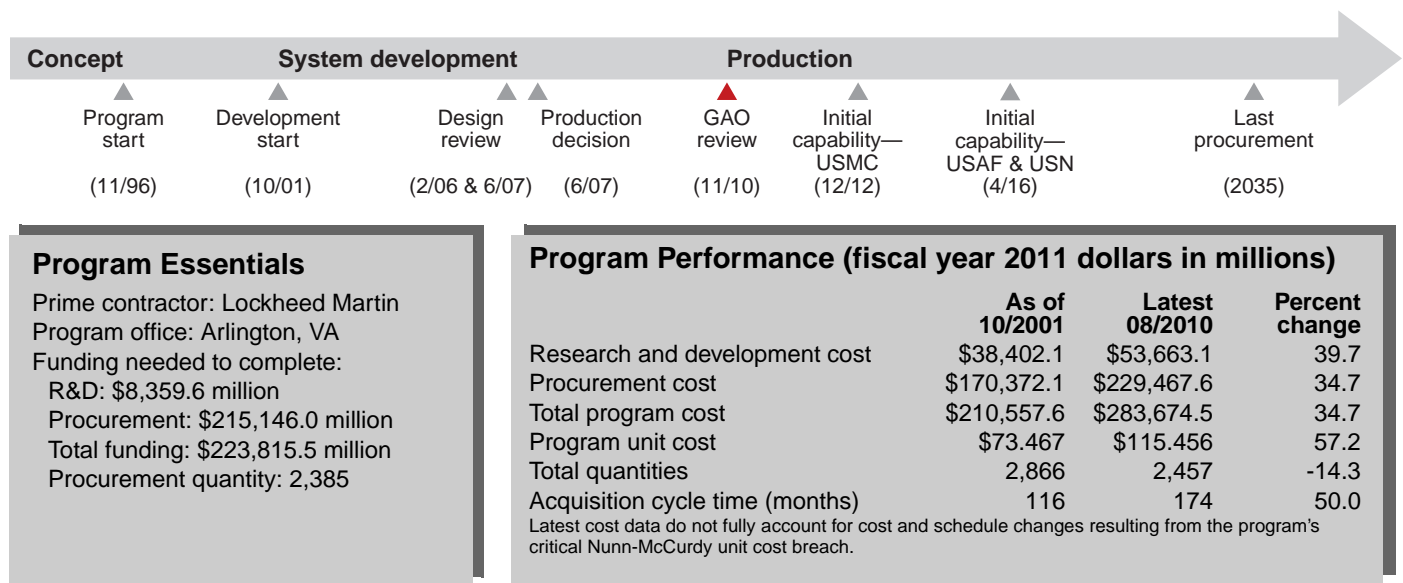 Concept System development Production
Program start
Development start
Design review
Production decision
GAO review
Initial capability—USMC
Initial capability—USAF & USN
Last procurement
(11/96) (10/01) (2/06 & 6/07) (6/07) (11/10) (12/12) (4/16) (2035)
Program Essentials
Prime contractor: Lockheed Martin
Program office: Arlington, VA
Funding needed to complete:
R&D: $8,359.6 million
Procurement: $215,146.0 million
Total funding: $223,815.5 million
Procurement quantity: 2,385
Program Performance (fiscal year 2011 dollars in millions)
As of 10/2001 Latest 08/2010 Percent change
Research and development cost $38,402.1 $53,663.1 39.7
Procurement cost $170,372.1 $229,467.6 34.7
Total program cost $210,557.6 $283,674.5 34.7
Program unit cost $73.467 $115.456 57.2
Total quantities 2,866 2,457 -14.3
Acquisition cycle time (months) 116 174 50.0
Latest cost data do not fully account for cost and schedule changes resulting from the program's
critical Nunn-McCurdy unit cost breach.